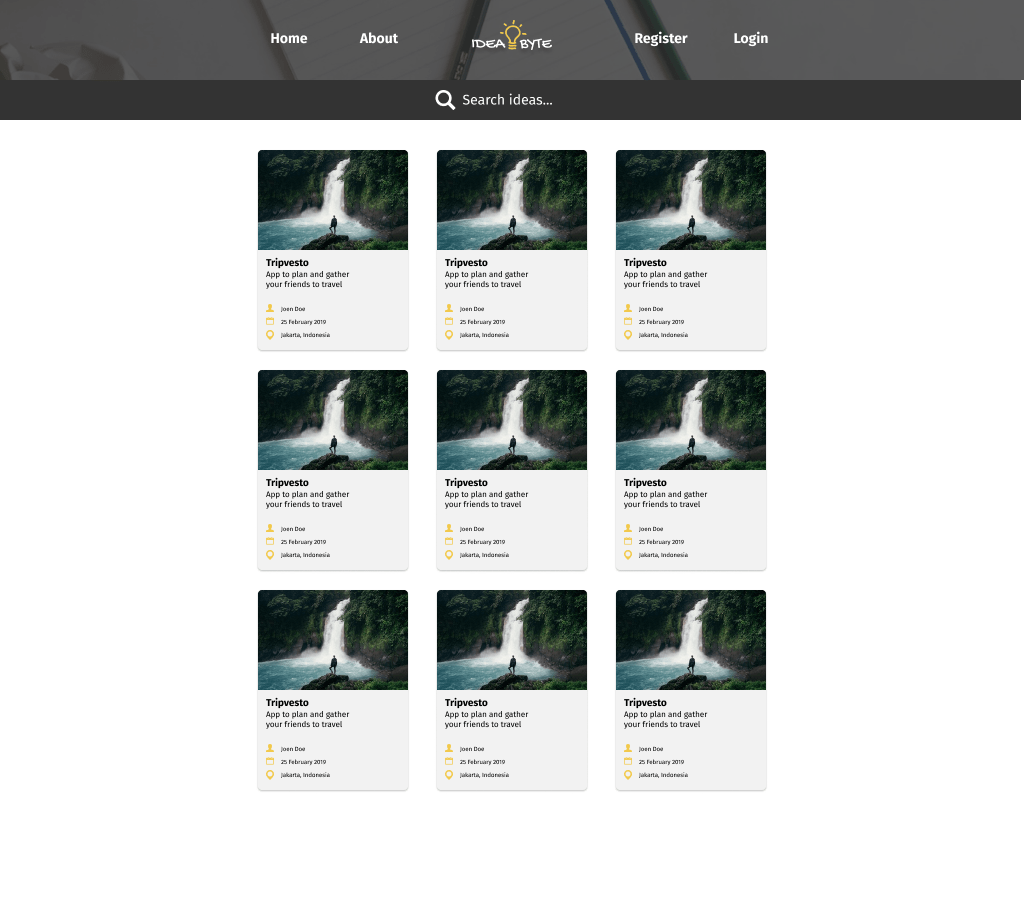 Home
About
IDEA BYTE
Register
Login
Search ideas...
Tripvesto
App to plan and gather
your friends to travel
Joen Doe
25 February 2019
Jakarta, Indonesia
Tripvesto
App to plan and gather
your friends to travel
Joen Doe
25 February 2019
Jakarta, Indonesia
Tripvesto
App to plan and gather
your friends to travel
Joen Doe
25 February 2019
Jakarta, Indonesia
Tripvesto
App to plan and gather
your friends to travel
Joen Doe
25 February 2019
Jakarta, Indonesia
Tripvesto
App to plan and gather
your friends to travel
Joen Doe
25 February 2019
Jakarta, Indonesia
Tripvesto
App to plan and gather
your friends to travel
Joen Doe
25 February 2019
Jakarta, Indonesia
Tripvesto
App to plan and gather
your friends to travel
Joen Doe
25 February 2019
Jakarta, Indonesia
Tripvesto
App to plan and gather
your friends to travel
Joen Doe
25 February 2019
Jakarta, Indonesia
Tripvesto
App to plan and gather
your friends to travel
Joen Doe
25 February 2019
Jakarta, Indonesia